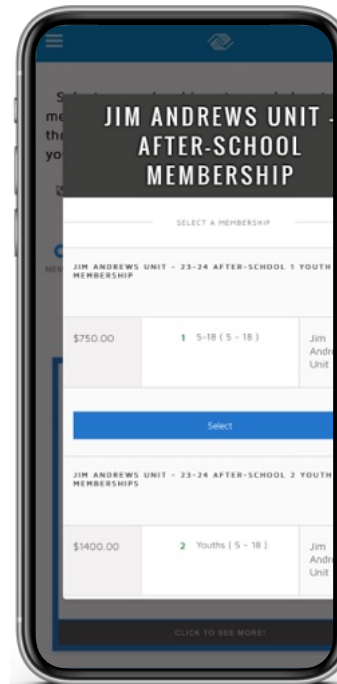 JIM ANDREWS UNIT -
AFTER-SCHOOL
MEMBERSHIP
SELECT A MEMBERSHIP
JIM ANDREWS UNIT - 23-24 AFTER-SCHOOL 1 YOUTH
MEMBERSHIP
$750.00
1 5-18 ( 5 - 18 )
Jim
Andre
Unit
Select
JIM ANDREWS UNIT - 23-24 AFTER-SCHOOL 2 YOUTH
MEMBERSHIPS
$1400.00
2 Youths ( 5 - 18 )
Jim
Andre
Unit
CLICK TO SEE MORE!